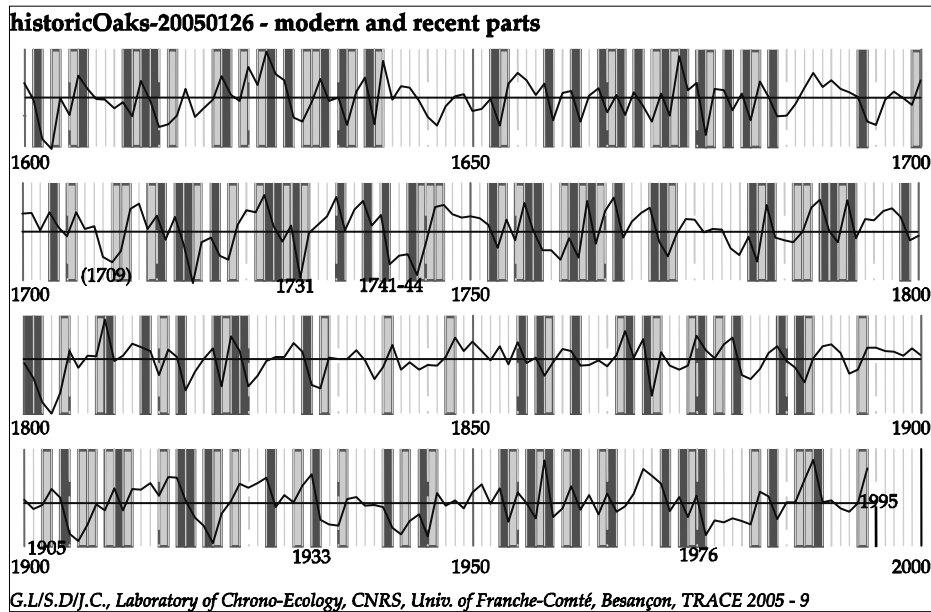 historicOaks-20050126 - modern and recent parts
1600 1650 1700
(1709) 1731 1741-44
1700 1750 1800
1800 1850 1900
1995
1905 1933 1976
1900 1950 2000
G.L/S.D/J.C., Laboratory of Chrono-Ecology, CNRS, Univ. of Franche-Comté, Besançon, TRACE 2005 - 9